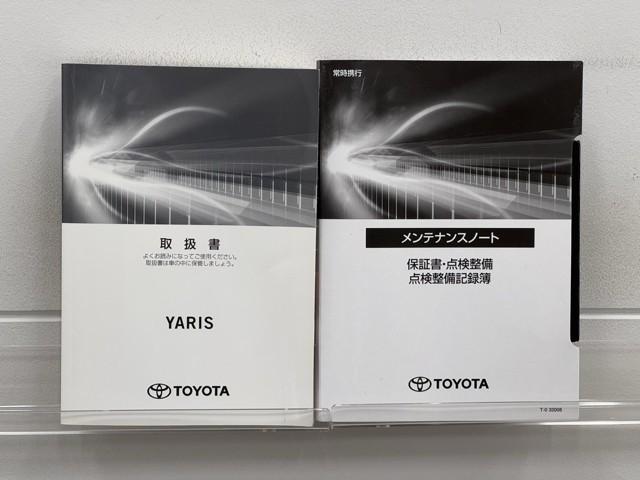 取扱書
よくお読みになってご使用ください。
取扱書は車の中に保管しましょう。
YARIS
TOYOTA
常時携行
メンテナンスノート
保証書・点検整備
点検整備記録簿
TOYOTA